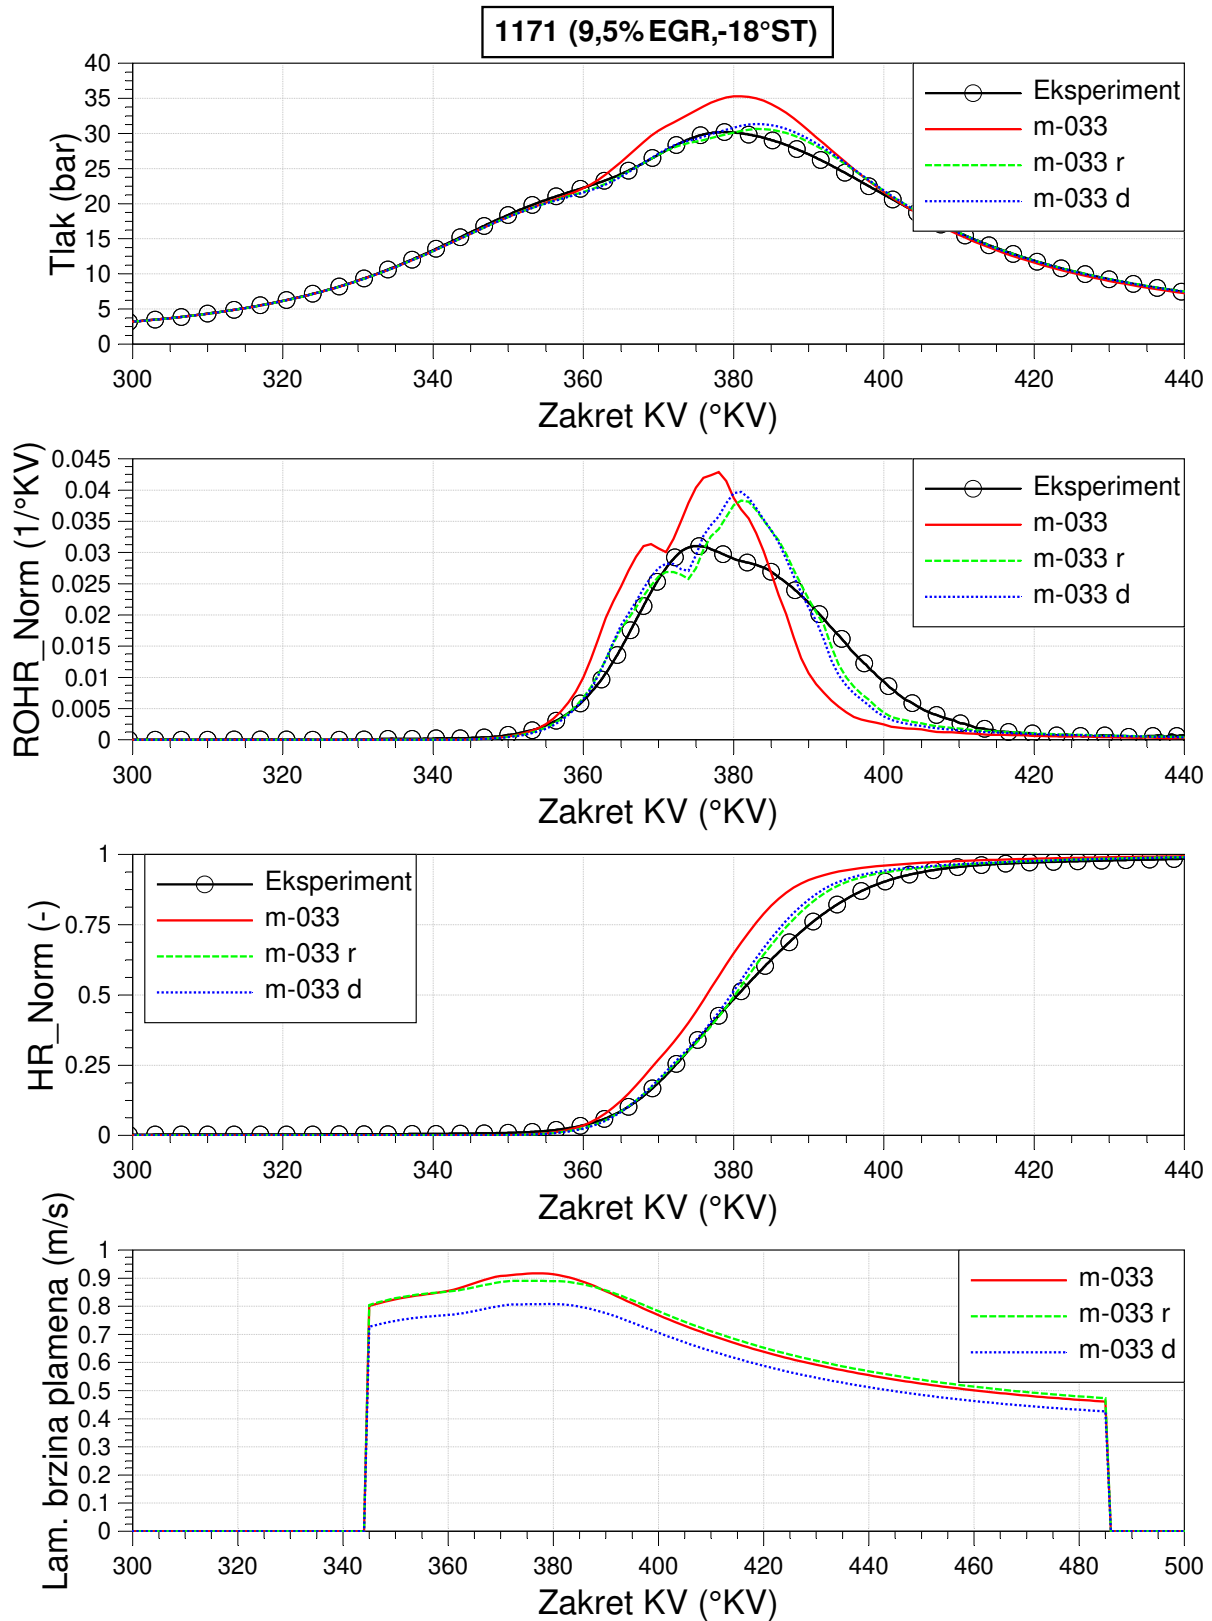 1171 (9,5% EGR,-18°ST)
Tlak (bar)
40
35
30
25
20
15
10
5
0
Eksperiment
m-033
m-033 r
m-033 d
300 320 340 360 380 400 420 440
Zakret KV (°KV)
ROHR_Norm (1/°KV)
0.045
0.04
0.035
0.03
0.025
0.02
0.015
0.01
0.005
0
Eksperiment
m-033
m-033 r
m-033 d
300 320 340 360 380 400 420 440
Zakret KV (°KV)
HR_Norm (-)
1
0.75
0.5
0.25
0
Eksperiment
m-033
m-033 r
m-033 d
300 320 340 360 380 400 420 440
Zakret KV (°KV)
Lam. brzina plamena (m/s)
1
0.9
0.8
0.7
0.6
0.5
0.4
0.3
0.2
0.1
0
m-033
m-033 r
m-033 d
300 320 340 360 380 400 420 440 460 480 500
Zakret KV (°KV)